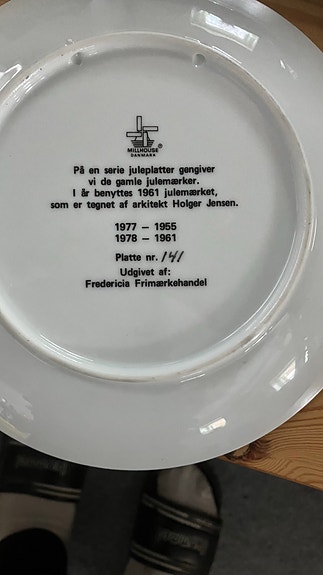 MILLHOUSE ®
DANMARK
På en serie juleplatter gengiver
vi de gamle julemærker.
I år benyttes 1961 julemærket,
som er tegnet af arkitekt Holger Jensen.
1977 – 1955
1978 – 1961
Platte nr. 141
Udgivet af:
Fredericia Frimærkehandel